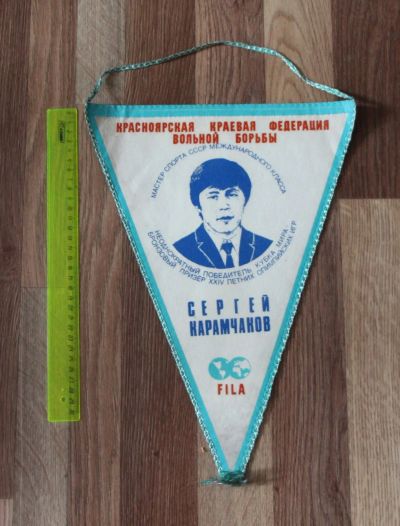 КРАСНОЯРСКАЯ КРАЕВАЯ ФЕДЕРАЦИЯ
ВОЛЬНОЙ БОРЬБЫ
МАСТЕР СПОРТА СССР МЕЖДУНАРОДНОГО КЛАССА
НЕОДНОКРАТНЫЙ ПОБЕДИТЕЛЬ КУБКА МИРА
БРОНЗОВЫЙ ПРИЗЕР XXIV ЛЕТНИХ ОЛИМПИЙСКИХ ИГР
СЕРГЕЙ
КАРАМЧАКОВ
FILA